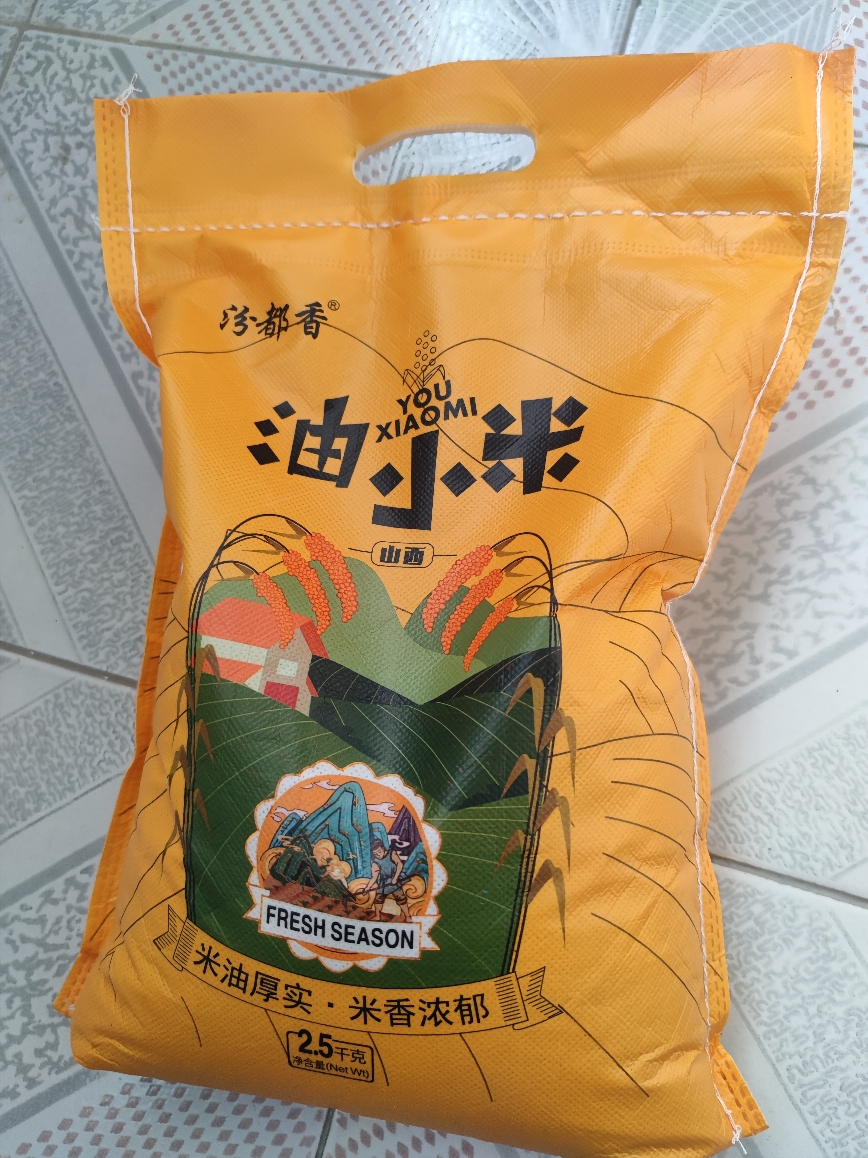 汾都香®
YOU
XIAOMI
油小米
山西
FRESH SEASON
米油厚实·米香浓郁
2.5千克
净含量(Net Wt)